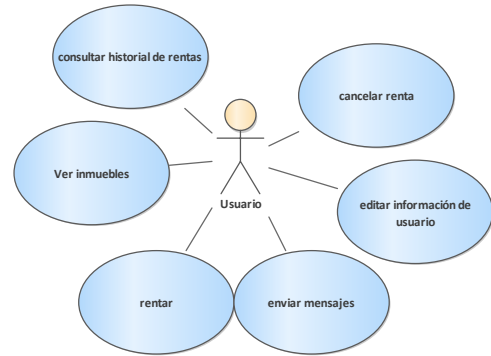 consultar historial de rentas
cancelar renta
Ver inmuebles
Usuario
editar información de
usuario
rentar
enviar mensajes